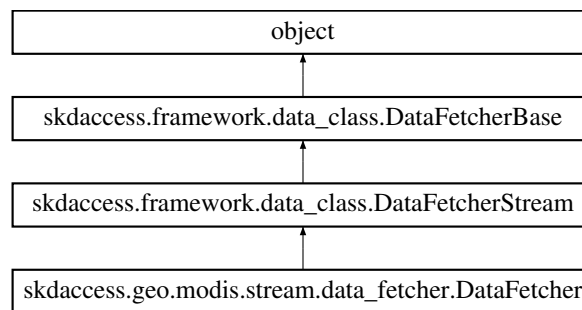 object
skdaccess.framework.data_class.DataFetcherBase
skdaccess.framework.data_class.DataFetcherStream
skdaccess.geo.modis.stream.data_fetcher.DataFetcher